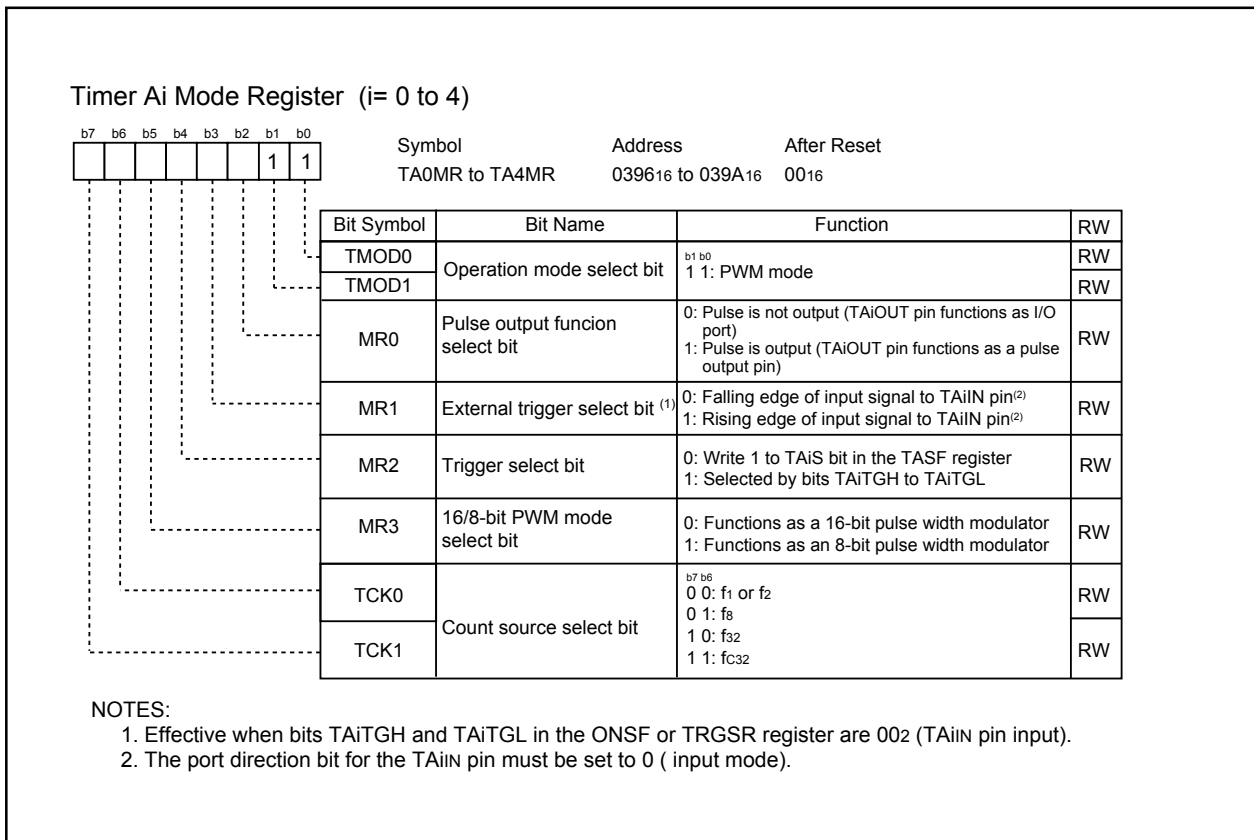 Timer Ai Mode Register (i= 0 to 4)
b7 b6 b5 b4 b3 b2 b1 b0
1 1
Symbol Address After Reset
TA0MR to TA4MR 039616 to 039A16 0016
Bit Symbol Bit Name Function RW
TMOD0 RW
Operation mode select bit
b1 b0
1 1: PWM mode
TMOD1 RW
MR0
Pulse output funcion
select bit
0: Pulse is not output (TAiOUT pin functions as I/O
port)
1: Pulse is output (TAiOUT pin functions as a pulse
output pin)
RW
MR1
External trigger select bit (1)
0: Falling edge of input signal to TAiIN pin(2)
1: Rising edge of input signal to TAiIN pin(2)
RW
MR2
Trigger select bit
0: Write 1 to TAiS bit in the TASF register
1: Selected by bits TAiTGH to TAiTGL
RW
MR3
16/8-bit PWM mode
select bit
0: Functions as a 16-bit pulse width modulator
1: Functions as an 8-bit pulse width modulator
RW
TCK0 RW
Count source select bit
b7 b6
0 0: f1 or f2
0 1: f8
1 0: f32
1 1: fC32
TCK1 RW
NOTES:
1. Effective when bits TAiTGH and TAiTGL in the ONSF or TRGSR register are 002 (TAiIN pin input).
2. The port direction bit for the TAiIN pin must be set to 0 ( input mode).